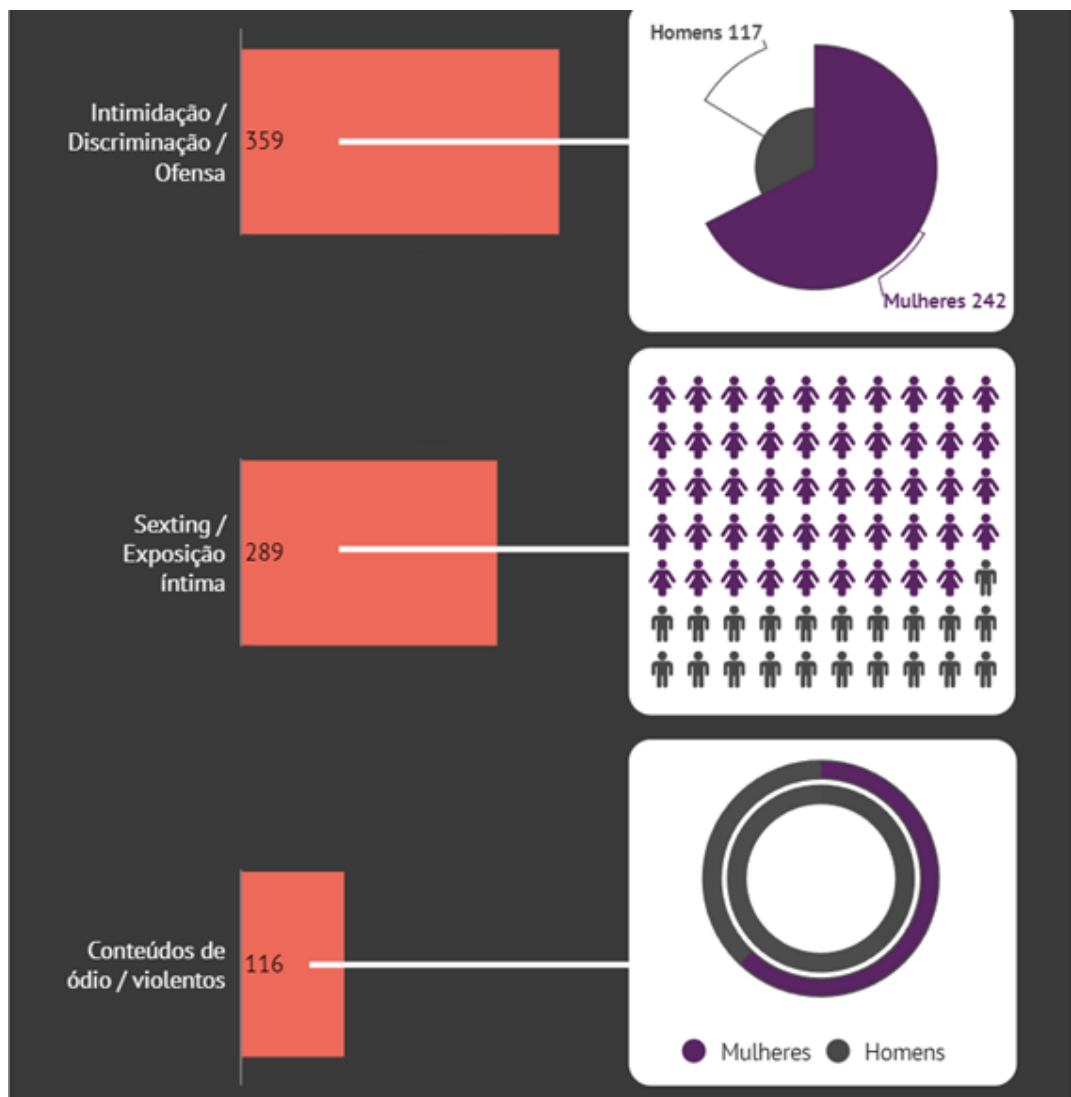 Homens 117
Intimidação /
Discriminação /
Ofensa
359
Mulheres 242
Sexting /
Exposição
íntima
289
Conteúdos de
ódio / violentos
116
Mulheres
Homens